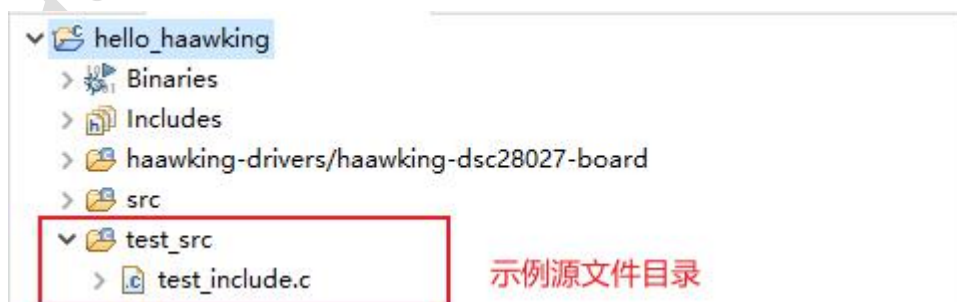 hello_haawking
Binaries
Includes
haawking-drivers/haawking-dsc28027-board
src
test_src
test_include.c
示例源文件目录